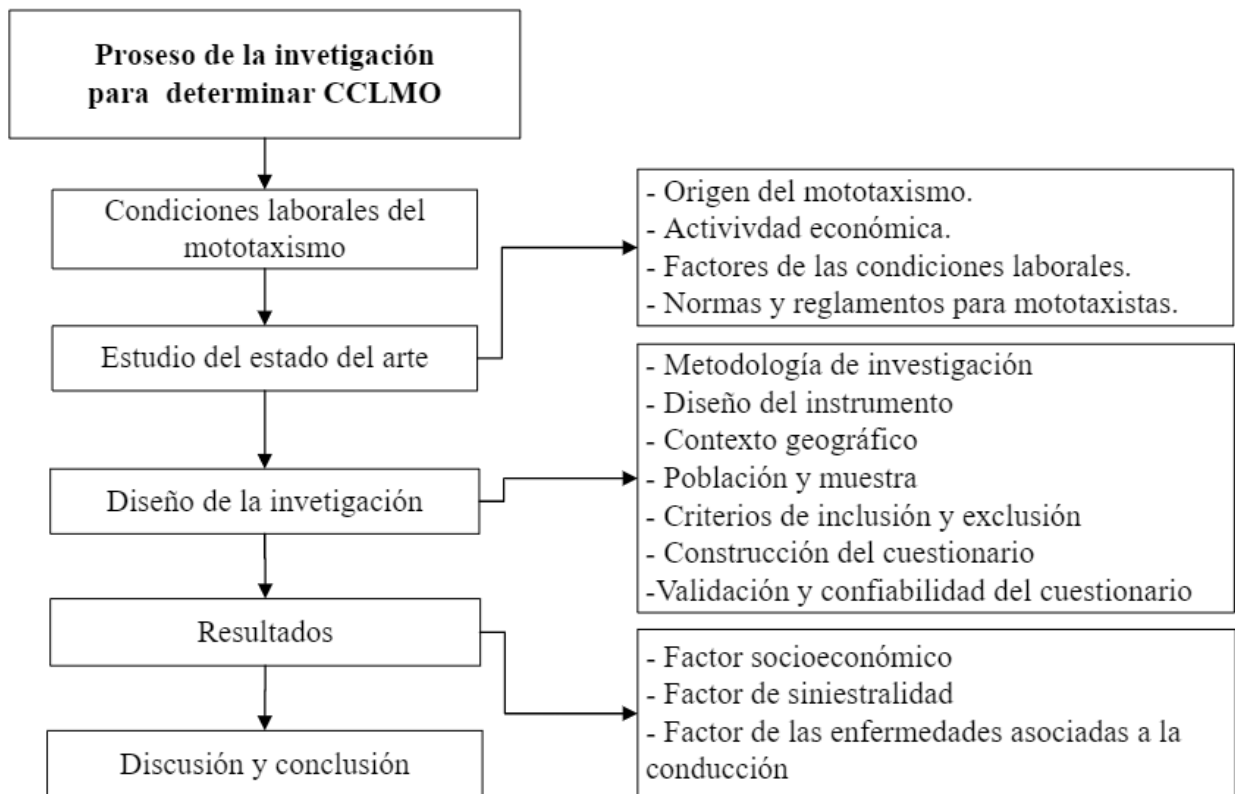 Proseso de la invetigación
para determinar CCLMO
Condiciones laborales del
mototaxismo
Estudio del estado del arte
- Origen del mototaxismo.
- Activivdad económica.
- Factores de las condiciones laborales.
- Normas y reglamentos para mototaxistas.
Diseño de la invetigación
- Metodología de investigación
- Diseño del instrumento
- Contexto geográfico
- Población y muestra
- Criterios de inclusión y exclusión
- Construcción del cuestionario
-Validación y confiabilidad del cuestionario
Resultados
- Factor socioeconómico
- Factor de siniestralidad
- Factor de las enfermedades asociadas a la
conducción
Discusión y conclusión